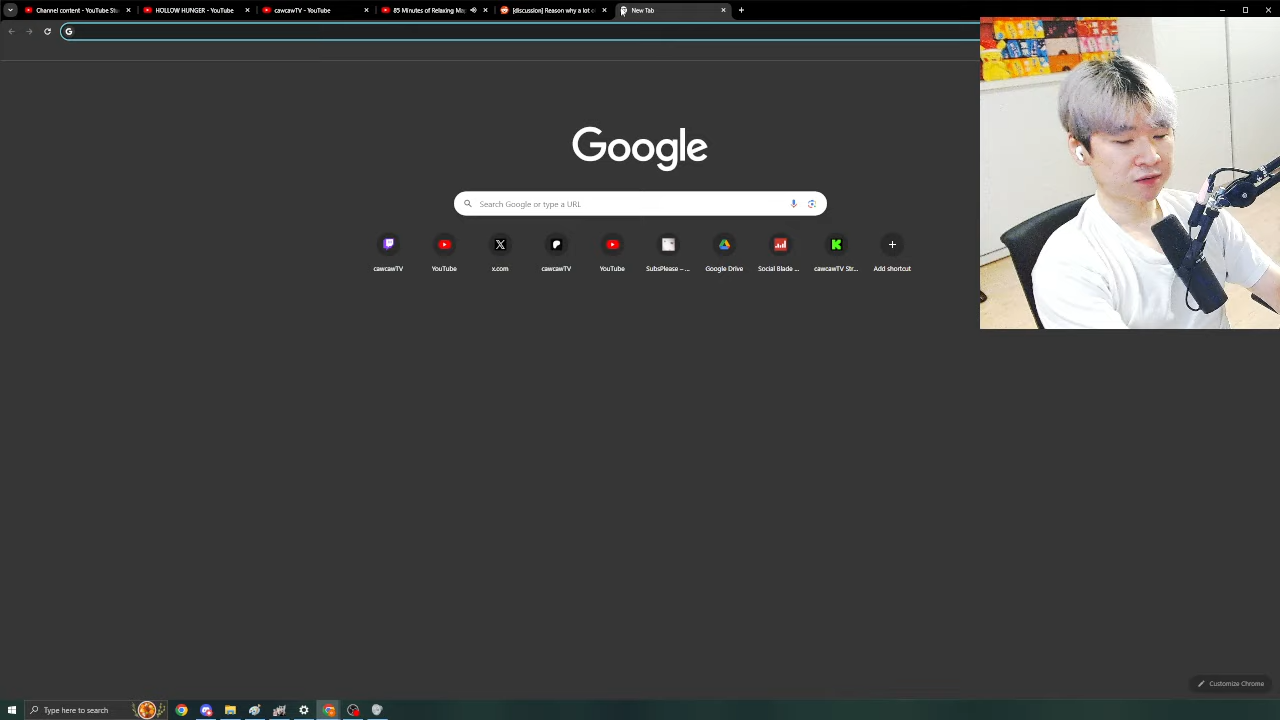 Channel content - YouTube Stu
HOLLOW HUNGER - YouTube
cawcawTV - YouTube
85 Minutes of Relaxing Ma
[discussion] Reason why a lot o
New Tab
Google
Search Google or type a URL
cawcawTV
YouTube
x.com
cawcawTV
YouTube
SubsPlease – ...
Google Drive
Social Blade ...
cawcawTV Str...
Add shortcut
Customize Chrome
Type here to search